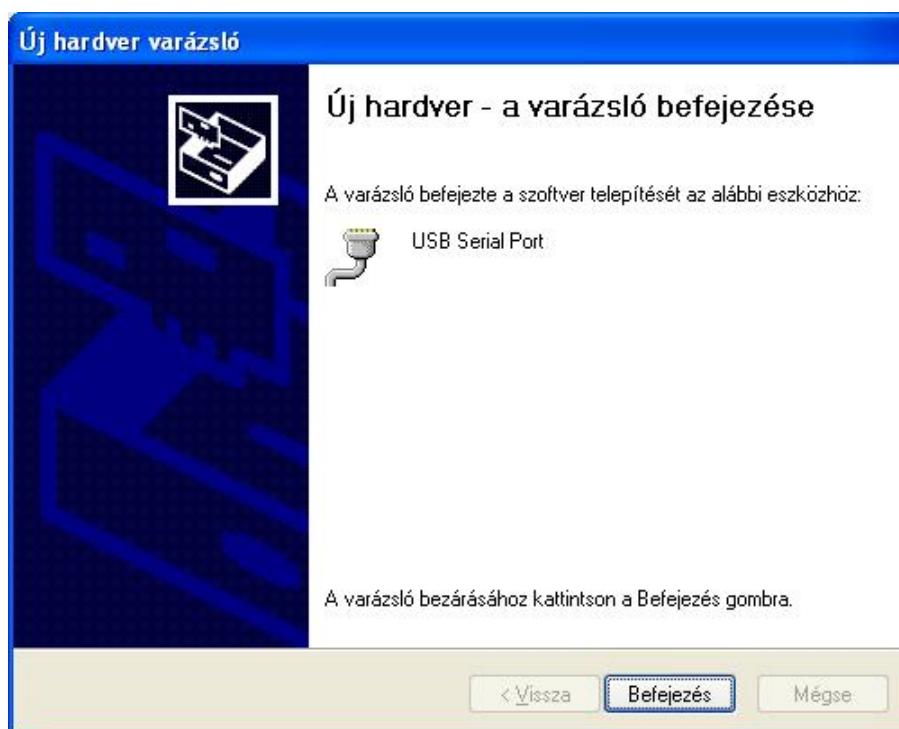 Új hardver varázsló
Új hardver - a varázsló befejezése
A varázsló befejezte a szoftver telepítését az alábbi eszközhöz:
USB Serial Port
A varázsló bezárásához kattintson a Befejezés gombra.
< Vissza
Befejezés
Mégse